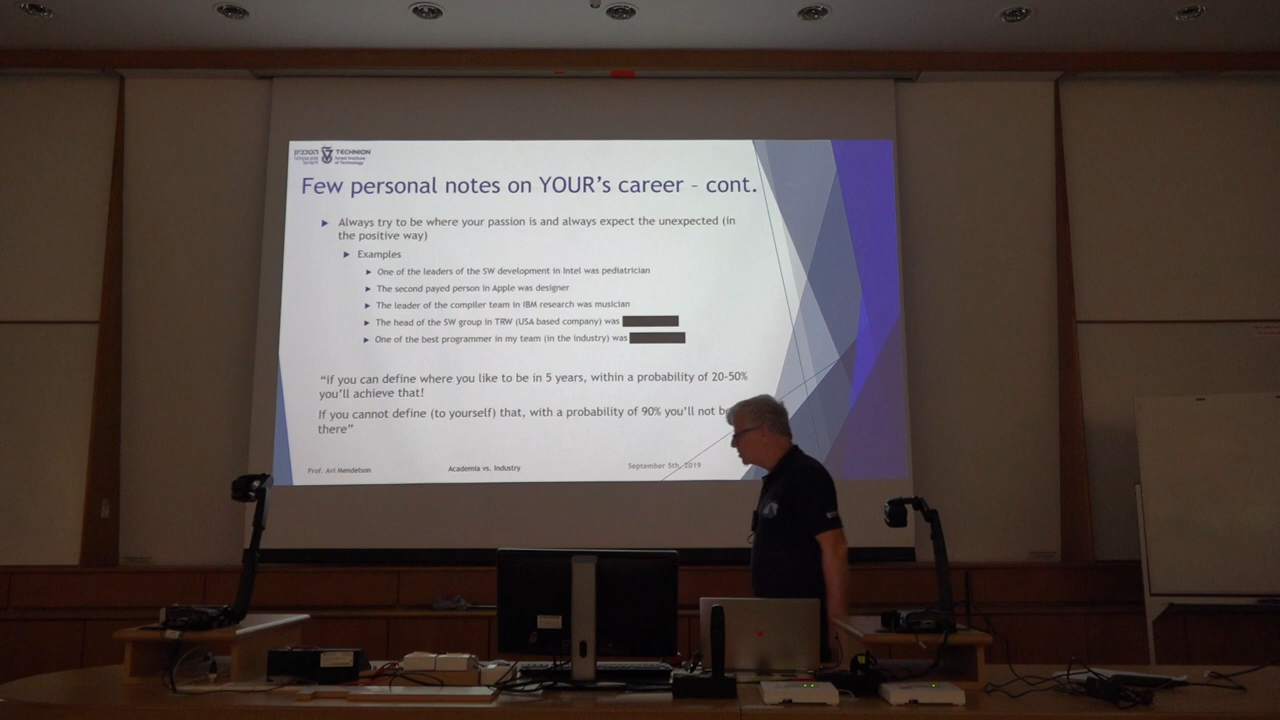 הטכניון
TECHNION
Israel Institute
of Technology
Few personal notes on YOUR's career – cont.
Always try to be where your passion is and always expect the unexpected (in
the positive way)
Examples
One of the leaders of the SW development in Intel was pediatrician
The second payed person in Apple was designer
The leader of the compiler team in IBM research was musician
The head of the SW group in TRW (USA based company) was
One of the best programmer in my team (in the industry) was
"if you can define where you like to be in 5 years, within a probability of 20-50%
you'll achieve that!
If you cannot define (to yourself) that, with a probability of 90% you'll not be
there"
Prof. Avi Mendelson
Academia vs. Industry
September 5th, 2019